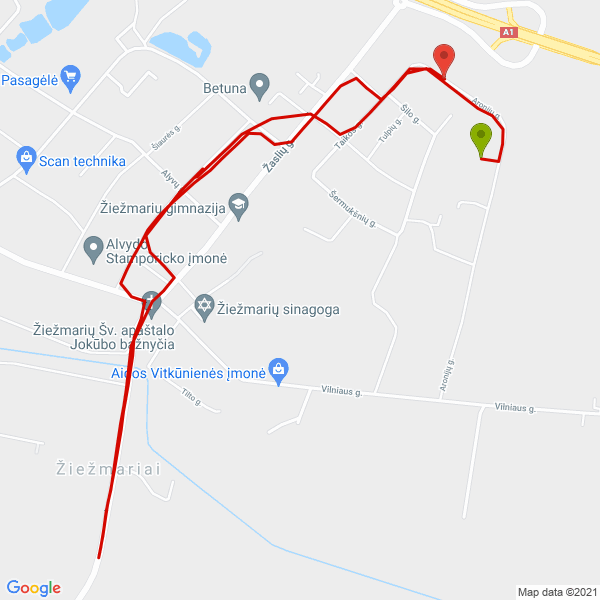 A1
Pasagėlė
Betuna
Aronijų g.
Šilo g.
Šiaurės g.
Taikos g.
Tulpių g.
Žaslių g.
Scan technika
Alyvų
Žiežmarių gimnazija
Šermukšnių g.
Alvydo
Stamporicko įmonė
Žiežmarių sinagoga
Žiežmarių Šv. apaštalo
Jokūbo bažnyčia
Aidos Vitkūnienės įmonė
Aronijų g.
Vilniaus g.
Tilto g.
Vilniaus g.
Žiežmariai
Google
Map data ©2021